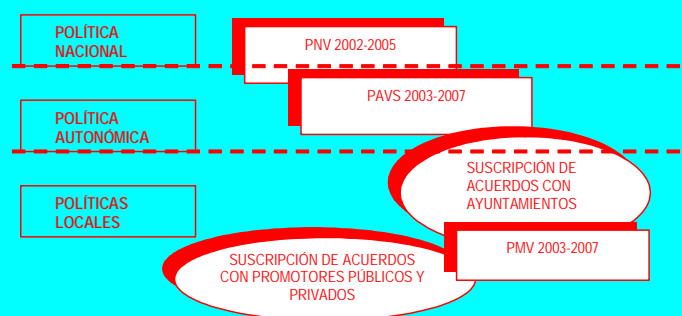 POLÍTICA
NACIONAL
PNV 2002-2005
PAVS 2003-2007
POLÍTICA
AUTONÓMICA
SUSCRIPCIÓN DE
ACUERDOS CON
AYUNTAMIENTOS
POLÍTICAS
LOCALES
PMV 2003-2007
SUSCRIPCIÓN DE ACUERDOS
CON PROMOTORES PÚBLICOS Y
PRIVADOS